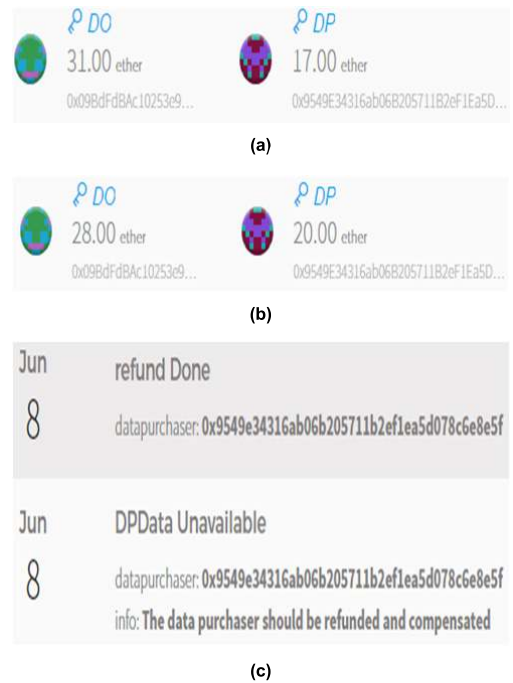 DO DP
31.00 ether 17.00 ether
0x09BdFdBAc10253e9... 0x9549E34316ab06B205711B2eF1Ea5D...
(a)
DO DP
28.00 ether 20.00 ether
0x09BdFdBAc10253e9... 0x9549E34316ab06B205711B2eF1Ea5D...
(b)
Jun
8
refund Done
datapurchaser: 0x9549e34316ab06b205711b2ef1ea5d078c6e8e5f
Jun
8
DPData Unavailable
datapurchaser: 0x9549e34316ab06b205711b2ef1ea5d078c6e8e5f
info: The data purchaser should be refunded and compensated
(c)